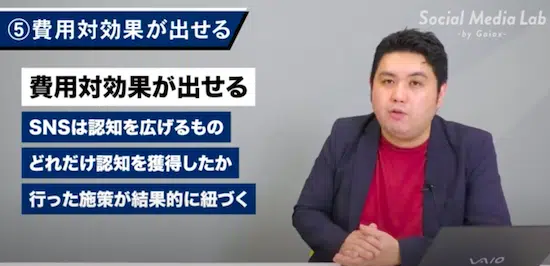 ⑤費用対効果が出せる
Social Media Lab
-by Gaiax-
費用対効果が出せる
SNSは認知を広げるもの
どれだけ認知を獲得したか
行った施策が結果的に紐づく
VAIO